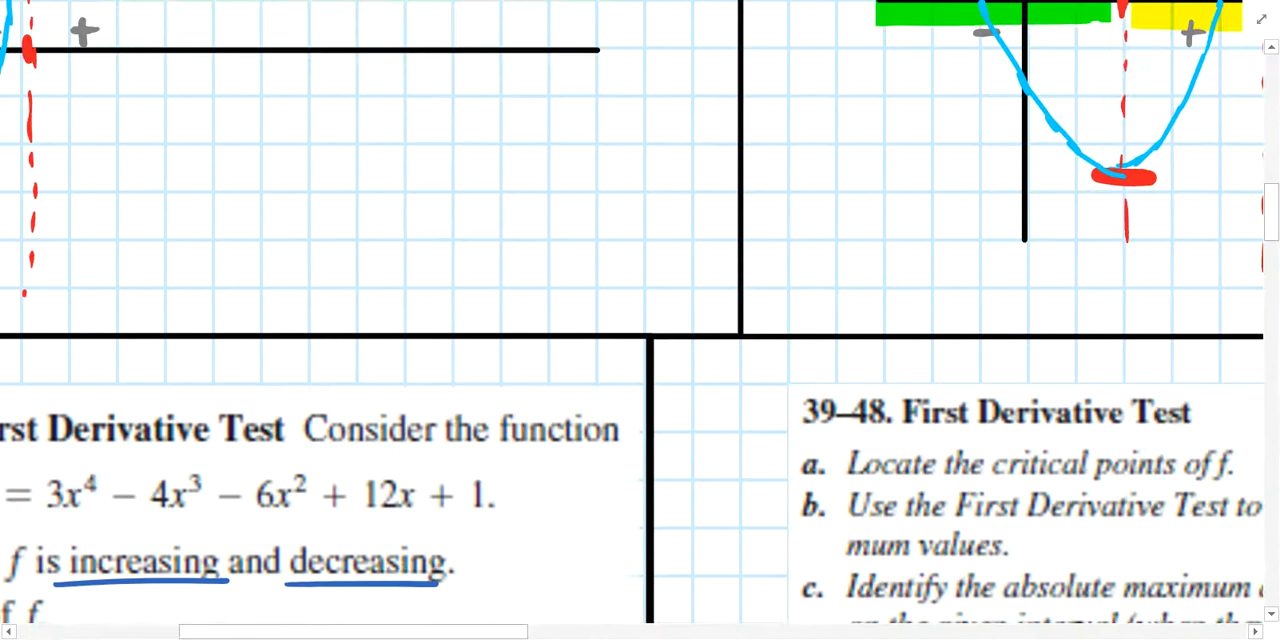 +
−
+
rst Derivative Test Consider the function
= 3x⁴ − 4x³ − 6x² + 12x + 1.
f is increasing and decreasing.
f f
39–48. First Derivative Test
a. Locate the critical points of f.
b. Use the First Derivative Test to
mum values.
c. Identify the absolute maximum